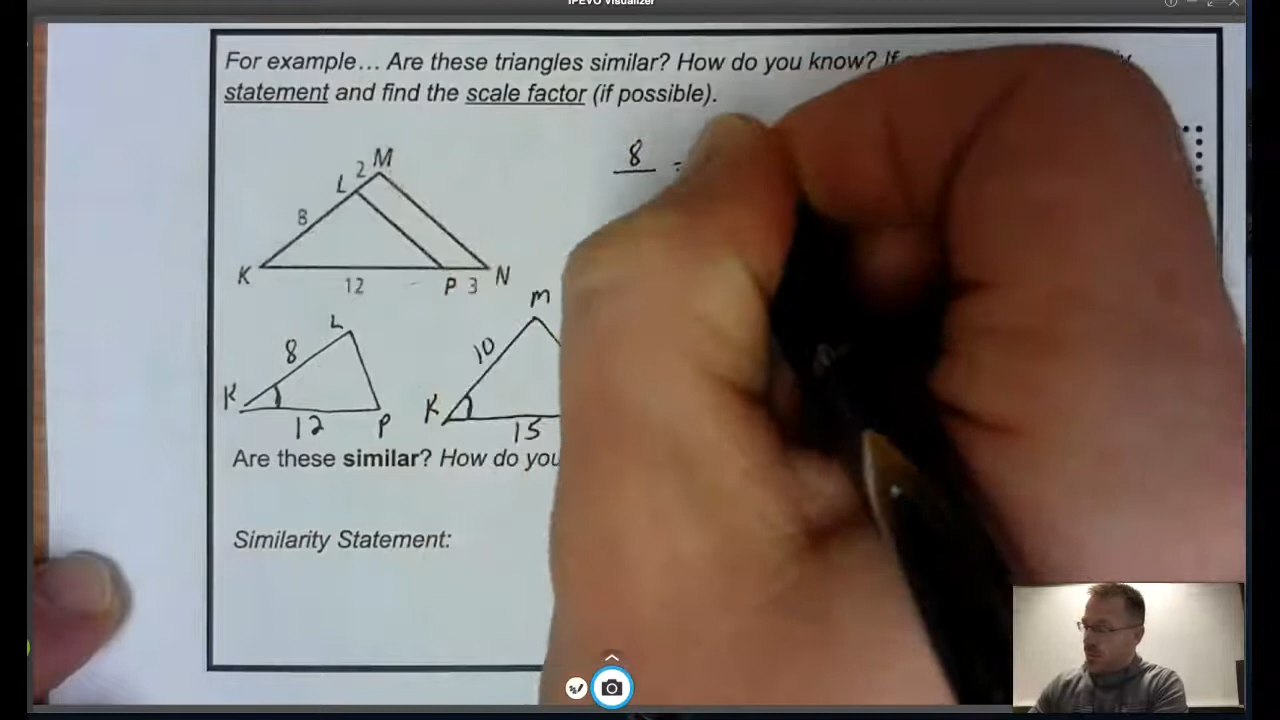 IPEVO Visualizer
For example… Are these triangles similar? How do you know? If
statement and find the scale factor (if possible).
8
2 M
L
8
K
12
P 3 N
L
8
K
12
P
M
10
K
15
Are these similar? How do you
Similarity Statement: